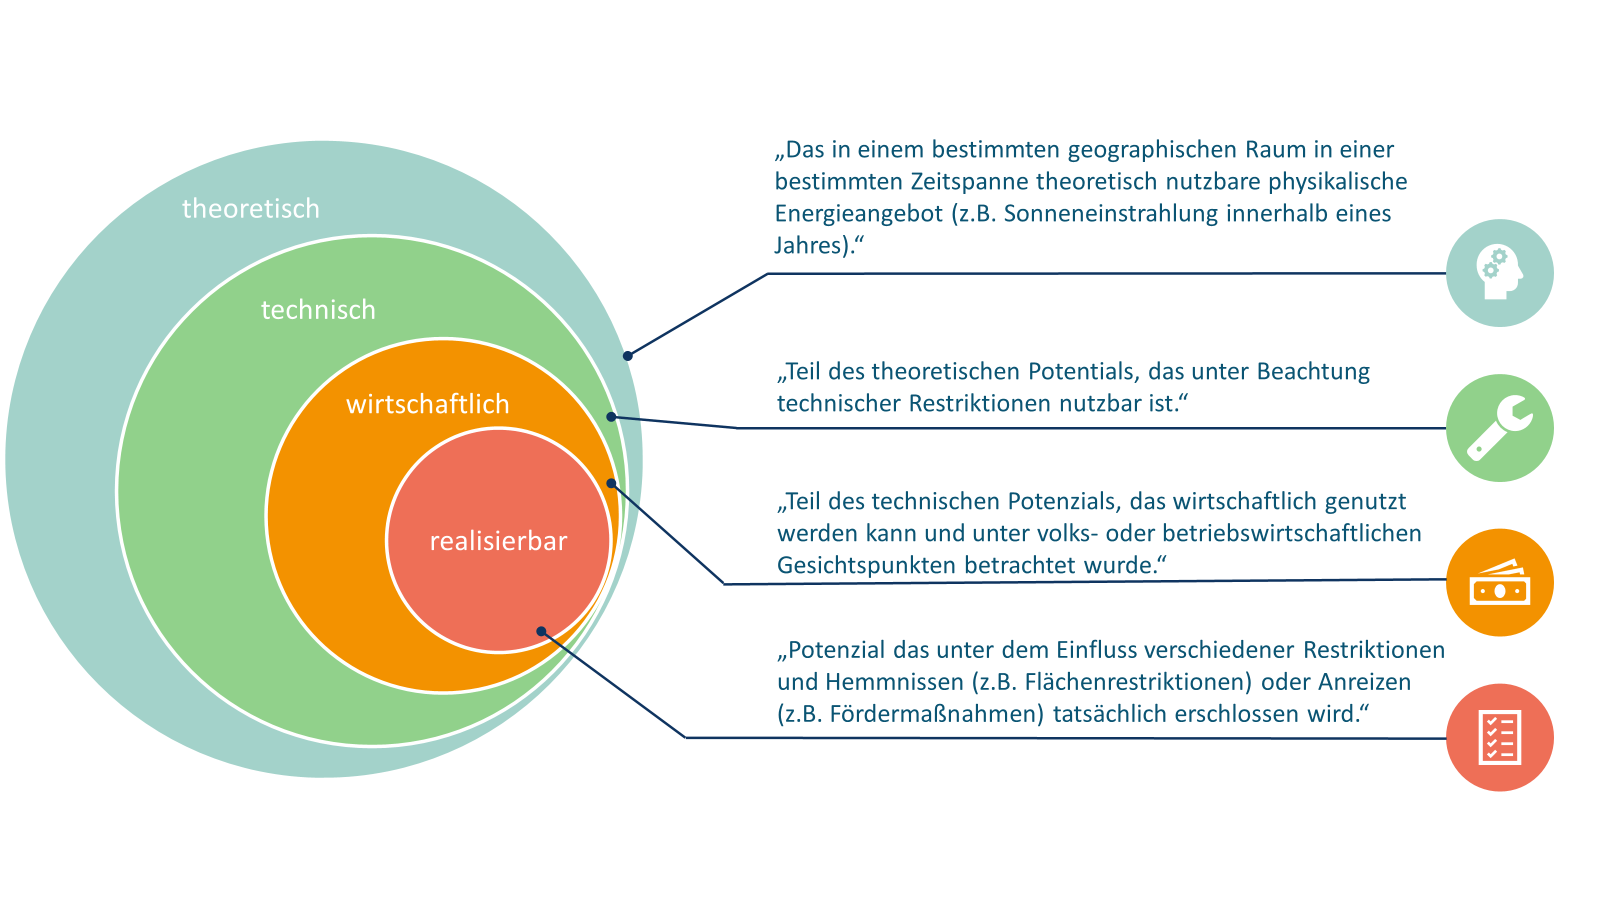 theoretisch
technisch
wirtschaftlich
realisierbar
„Das in einem bestimmten geographischen Raum in einer
bestimmten Zeitspanne theoretisch nutzbare physikalische
Energieangebot (z.B. Sonneneinstrahlung innerhalb eines
Jahres).“
„Teil des theoretischen Potentials, das unter Beachtung
technischer Restriktionen nutzbar ist.“
„Teil des technischen Potenzials, das wirtschaftlich genutzt
werden kann und unter volks- oder betriebswirtschaftlichen
Gesichtspunkten betrachtet wurde.“
„Potenzial das unter dem Einfluss verschiedener Restriktionen
und Hemmnissen (z.B. Flächenrestriktionen) oder Anreizen
(z.B. Fördermaßnahmen) tatsächlich erschlossen wird.“